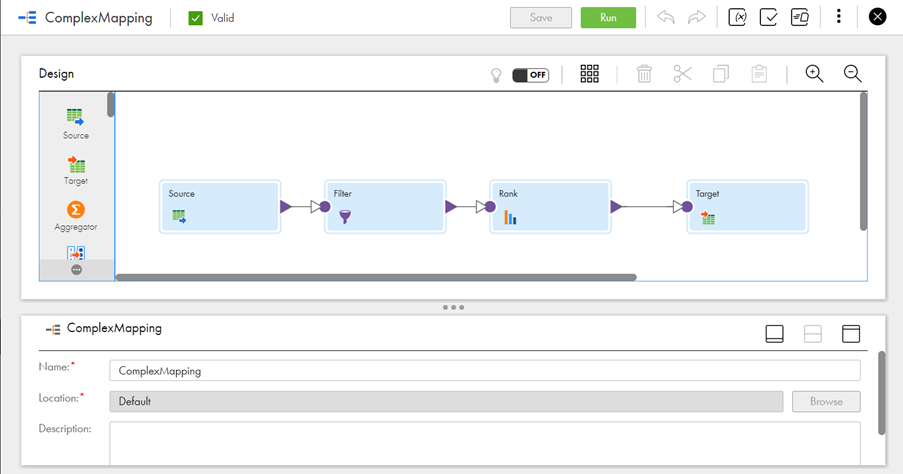 ComplexMapping
Valid
Save
Run
(x)
Design
OFF
Source
Target
Aggregator
Source
Filter
Rank
Target
ComplexMapping
Name:*
ComplexMapping
Location:*
Default
Browse
Description: